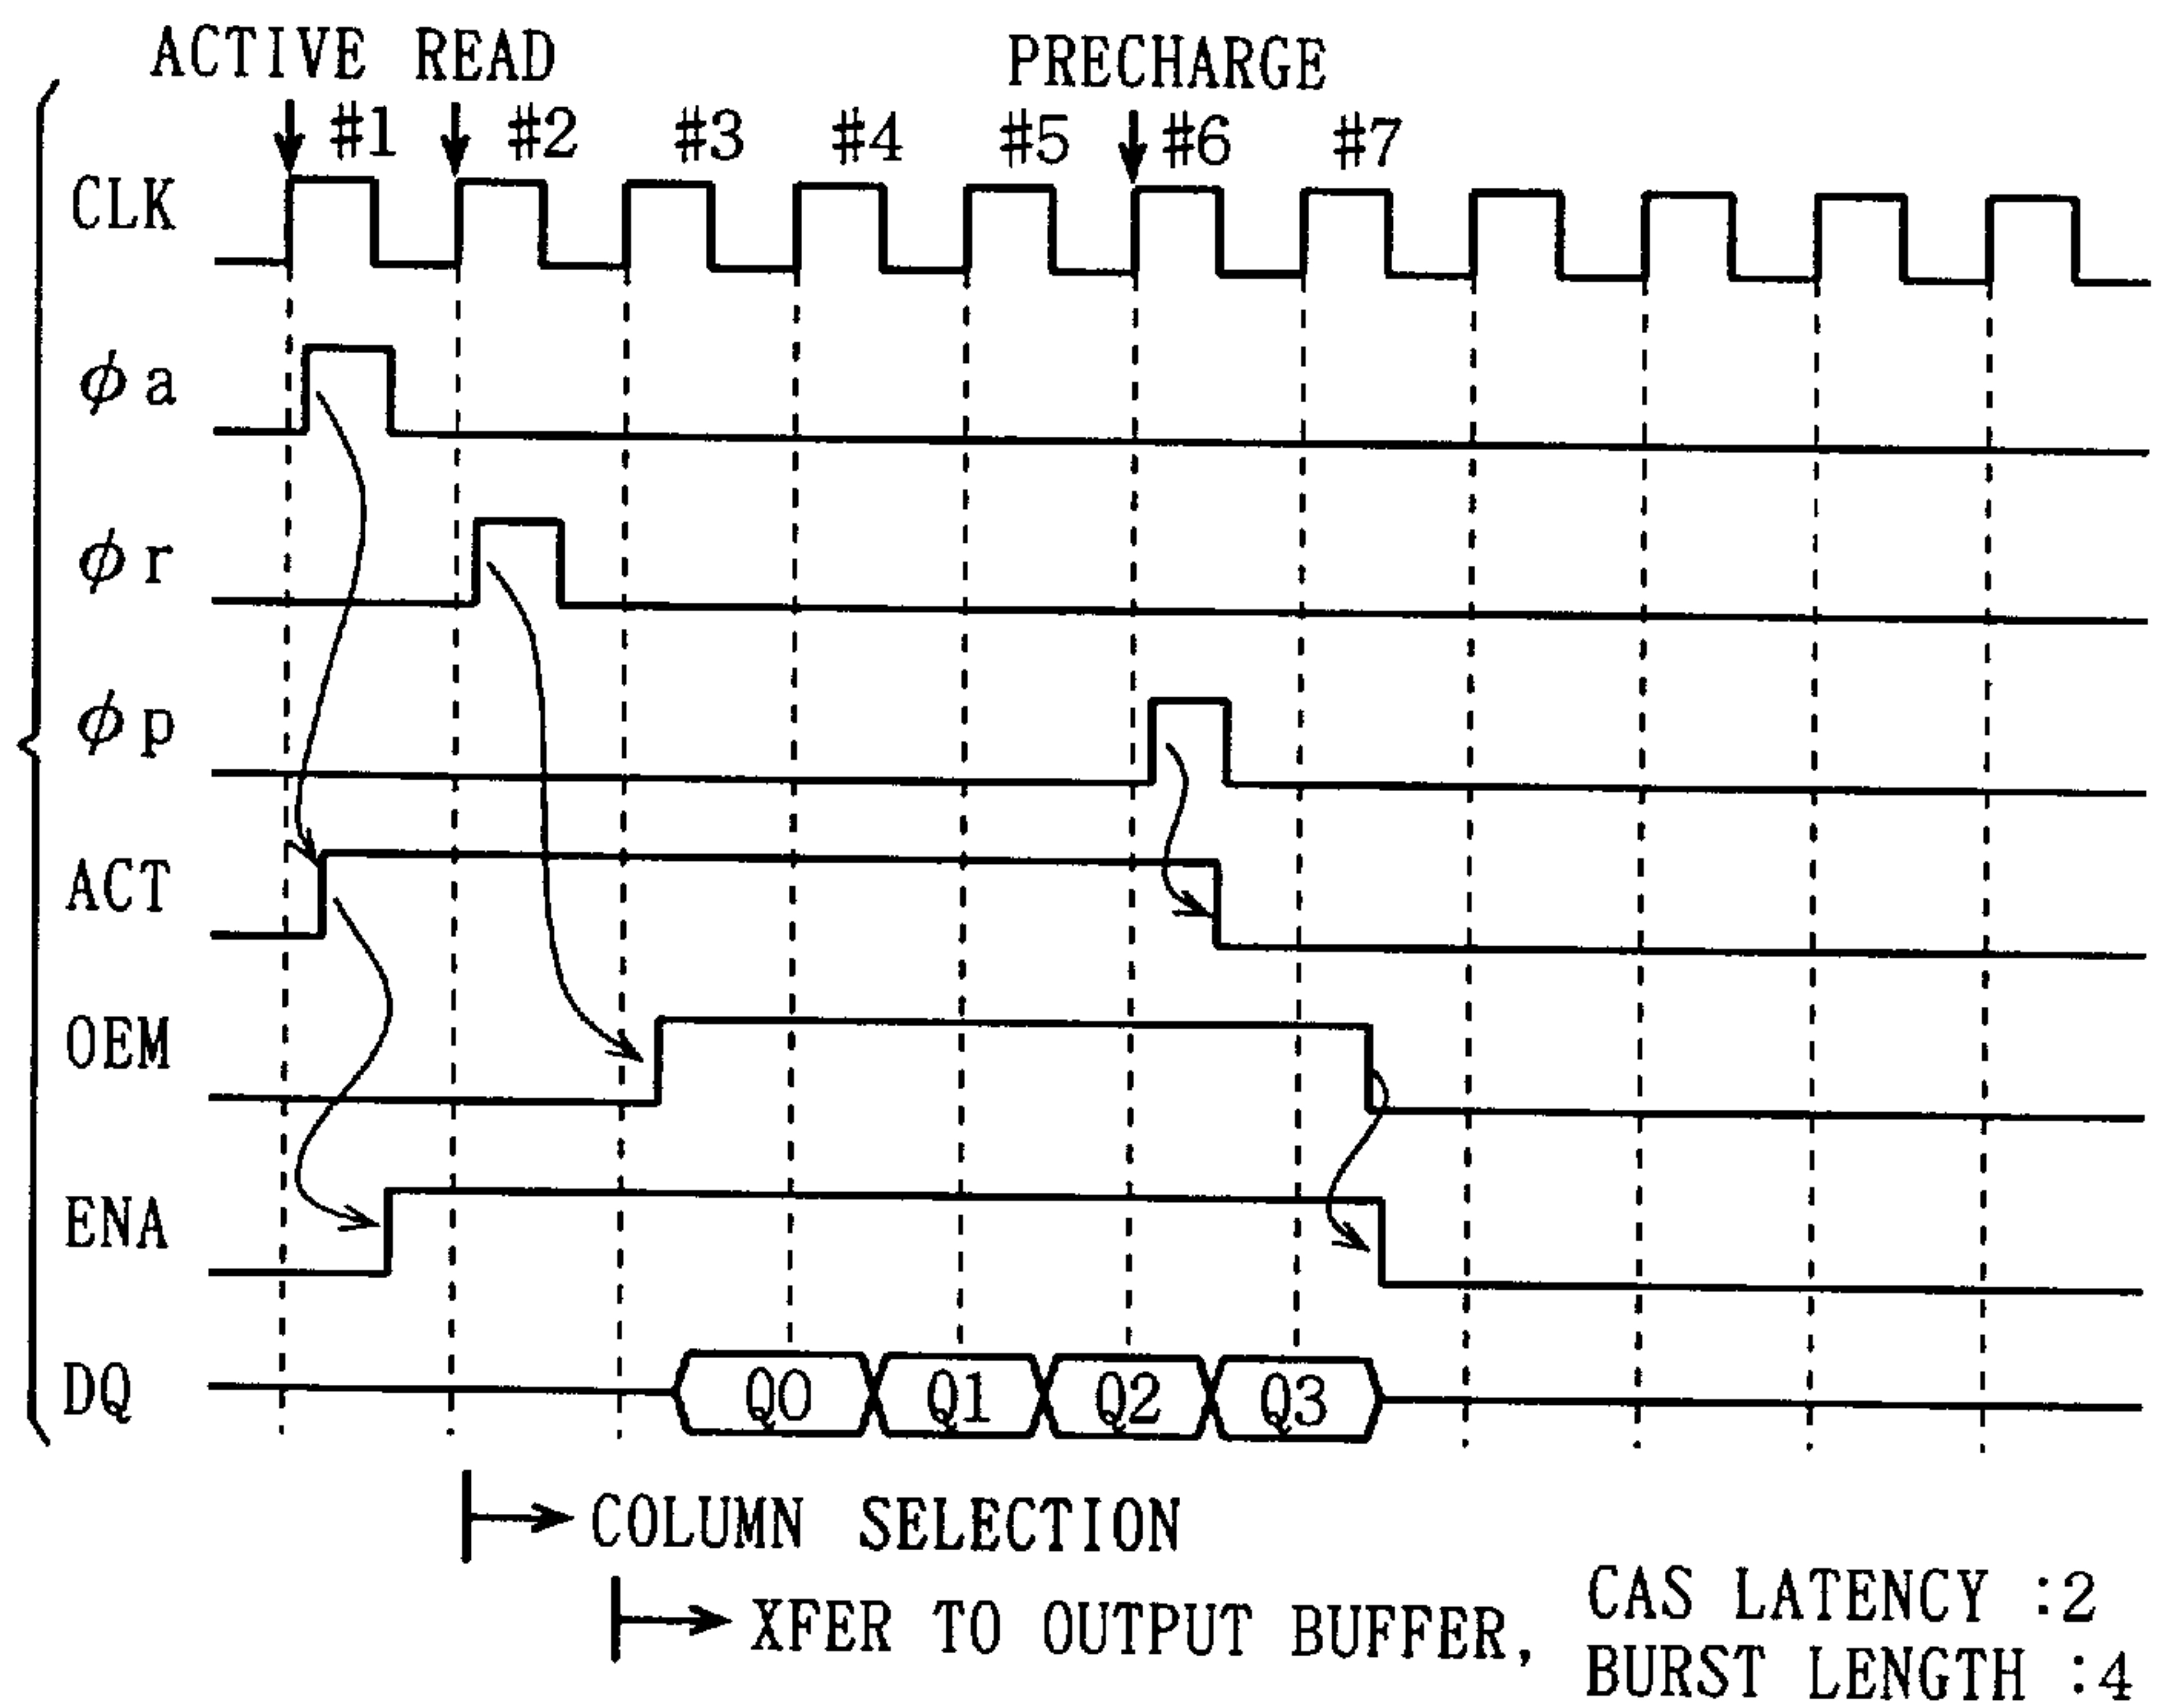 ACTIVE READ PRECHARGE
#1 #2 #3 #4 #5 #6 #7
CLK
φa
φr
φp
ACT
OEM
ENA
DQ Q0 Q1 Q2 Q3
COLUMN SELECTION
XFER TO OUTPUT BUFFER,
CAS LATENCY :2
BURST LENGTH :4